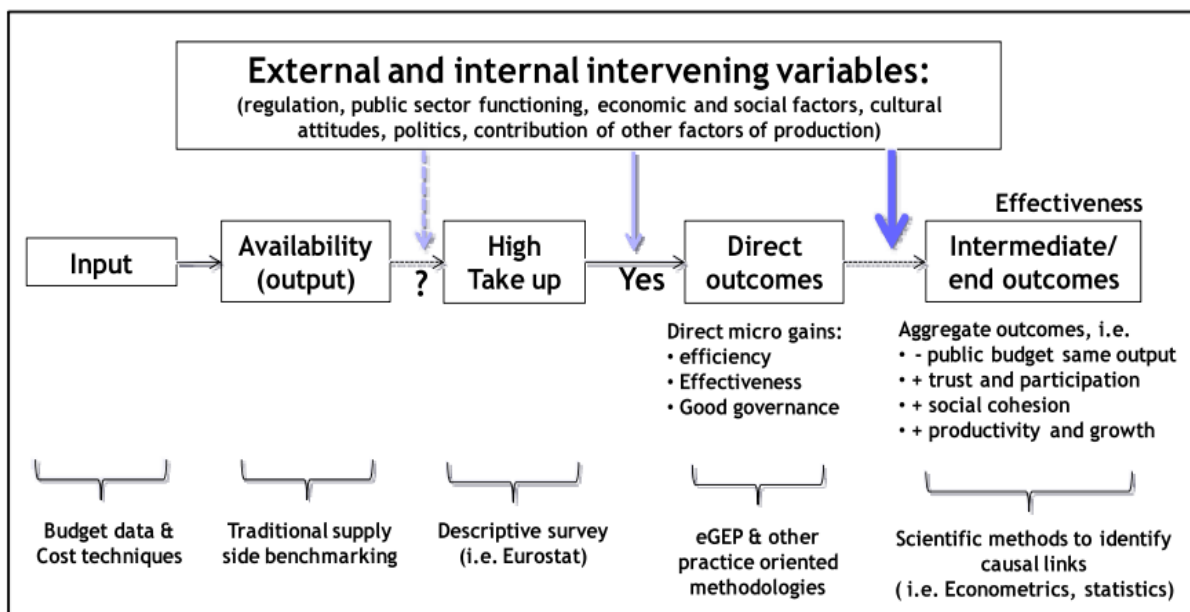 External and internal intervening variables:
(regulation, public sector functioning, economic and social factors, cultural
attitudes, politics, contribution of other factors of production)
Effectiveness
Input
Availability
(output)
?
High
Take up
Yes
Direct
outcomes
Intermediate/
end outcomes
Direct micro gains:
• efficiency
• Effectiveness
• Good governance
Aggregate outcomes, i.e.
• - public budget same output
• + trust and participation
• + social cohesion
• + productivity and growth
Budget data &
Cost techniques
Traditional supply
side benchmarking
Descriptive survey
(i.e. Eurostat)
eGEP & other
practice oriented
methodologies
Scientific methods to identify
causal links
( i.e. Econometrics, statistics)